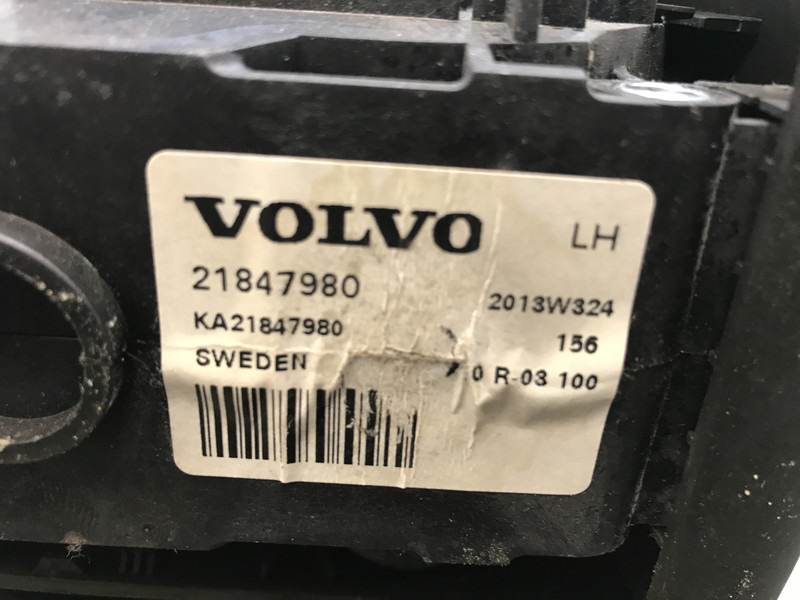 VOLVO
LH
21847980
2013W324
KA21847980
156
SWEDEN
0 R-03 100